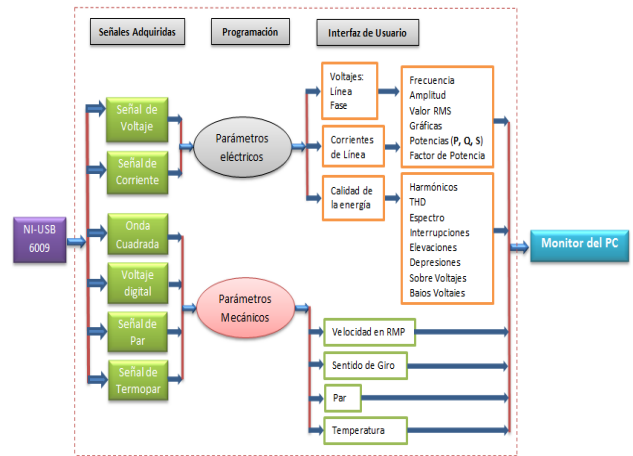 Señales Adquiridas
Programación
Interfaz de Usuario
Señal de
Voltaje
Señal de
Corriente
Onda
Cuadrada
Voltaje
digital
Señal de
Par
Señal de
Termopar
NI-USB
6009
Parámetros
eléctricos
Parámetros
Mecánicos
Voltajes:
Línea
Fase
Corrientes
de Línea
Calidad de
la energía
Frecuencia
Amplitud
Valor RMS
Gráficas
Potencias (P, Q, S)
Factor de Potencia
Harmónicos
THD
Espectro
Interrupciones
Elevaciones
Depresiones
Sobre Voltajes
Baios Voltaies
Velocidad en RMP
Sentido de Giro
Par
Temperatura
Monitor del PC